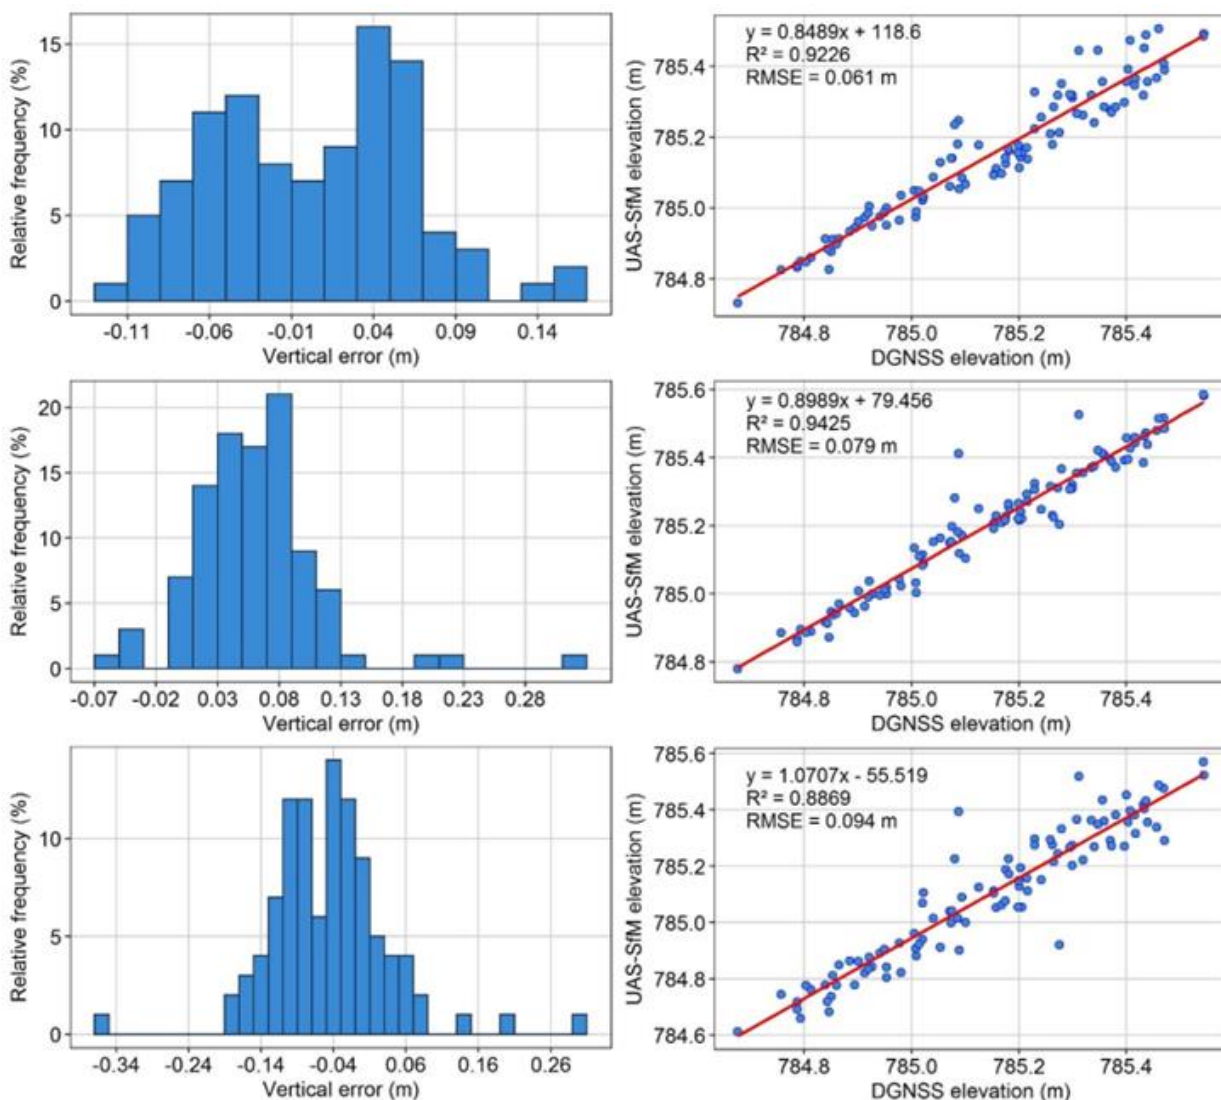 Relative frequency (%)
15
10
5
0
-0.11 -0.06 -0.01 0.04 0.09 0.14
Vertical error (m)
UAS-SfM elevation (m)
y = 0.8489x + 118.6
R² = 0.9226
RMSE = 0.061 m
785.4
785.2
785.0
784.8
784.8 785.0 785.2 785.4
DGNSS elevation (m)
Relative frequency (%)
20
15
10
5
0
-0.07 -0.02 0.03 0.08 0.13 0.18 0.23 0.28
Vertical error (m)
UAS-SfM elevation (m)
y = 0.8989x + 79.456
R² = 0.9425
RMSE = 0.079 m
785.6
785.4
785.2
785.0
784.8
784.8 785.0 785.2 785.4
DGNSS elevation (m)
Relative frequency (%)
10
5
0
-0.34 -0.24 -0.14 -0.04 0.06 0.16 0.26
Vertical error (m)
UAS-SfM elevation (m)
y = 1.0707x - 55.519
R² = 0.8869
RMSE = 0.094 m
785.6
785.4
785.2
785.0
784.8
784.6
784.8 785.0 785.2 785.4
DGNSS elevation (m)